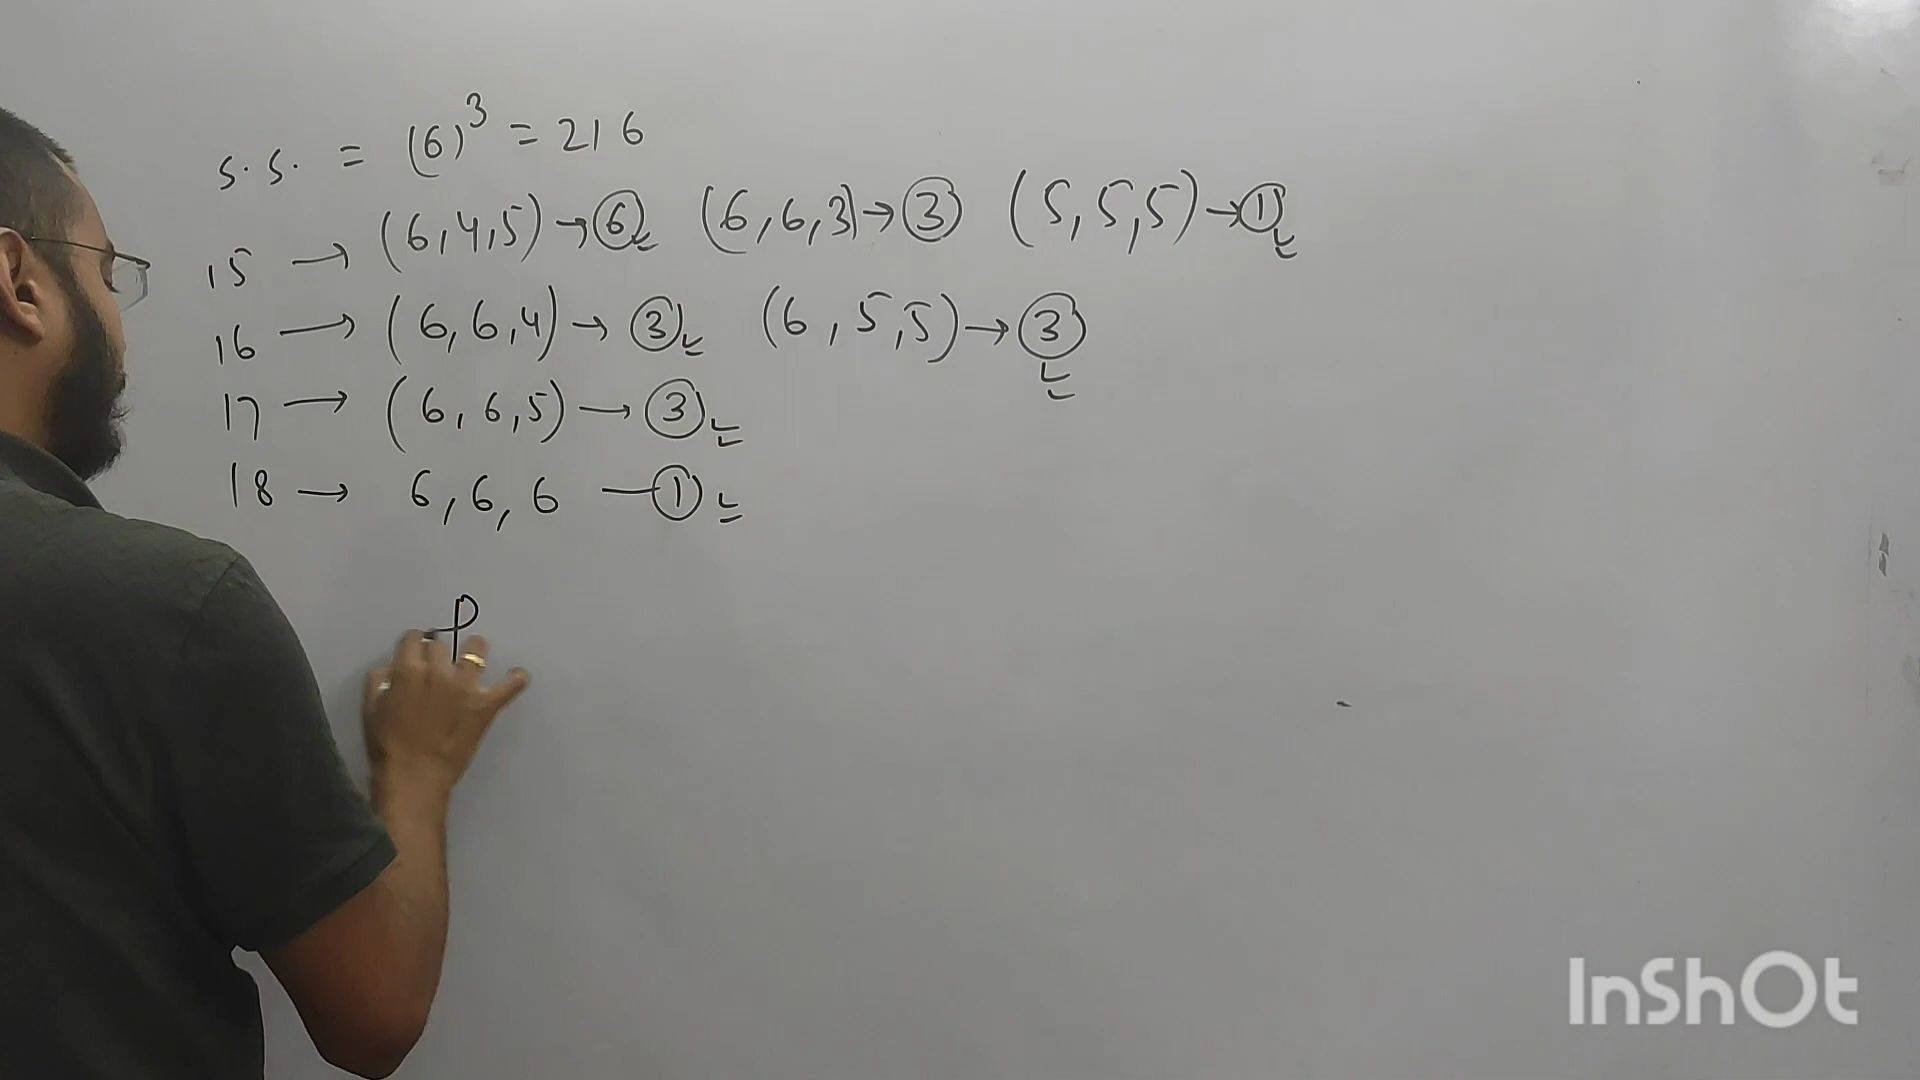 S.S. = (6)³ = 216
15 → (6,4,5) → 6 (6,6,3) → 3 (5,5,5) → 1
16 → (6,6,4) → 3 (6,5,5) → 3
17 → (6,6,5) → 3
18 → 6,6,6 — 1
P
InShOt